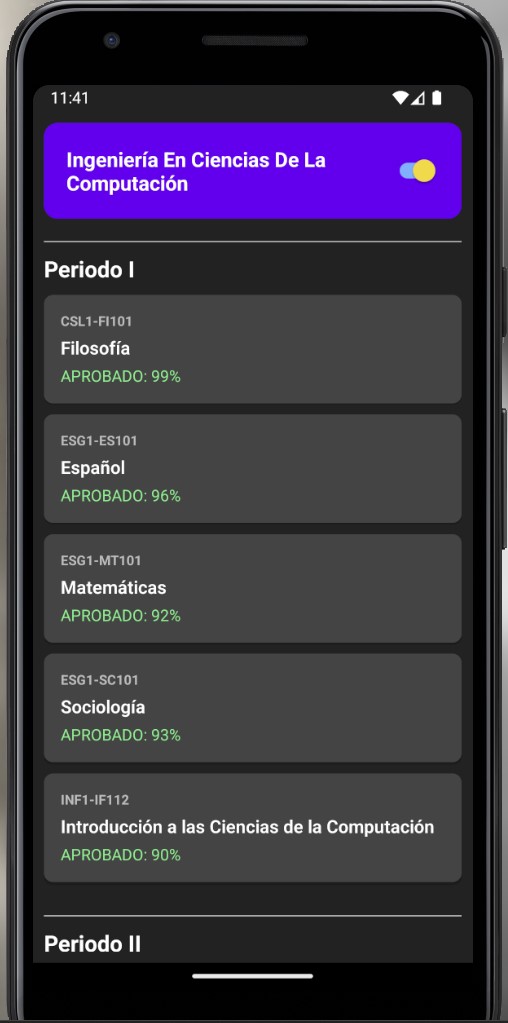 11:41
Ingeniería En Ciencias De La
Computación
Periodo I
CSL1-FI101
Filosofía
APROBADO: 99%
ESG1-ES101
Español
APROBADO: 96%
ESG1-MT101
Matemáticas
APROBADO: 92%
ESG1-SC101
Sociología
APROBADO: 93%
INF1-IF112
Introducción a las Ciencias de la Computación
APROBADO: 90%
Periodo II